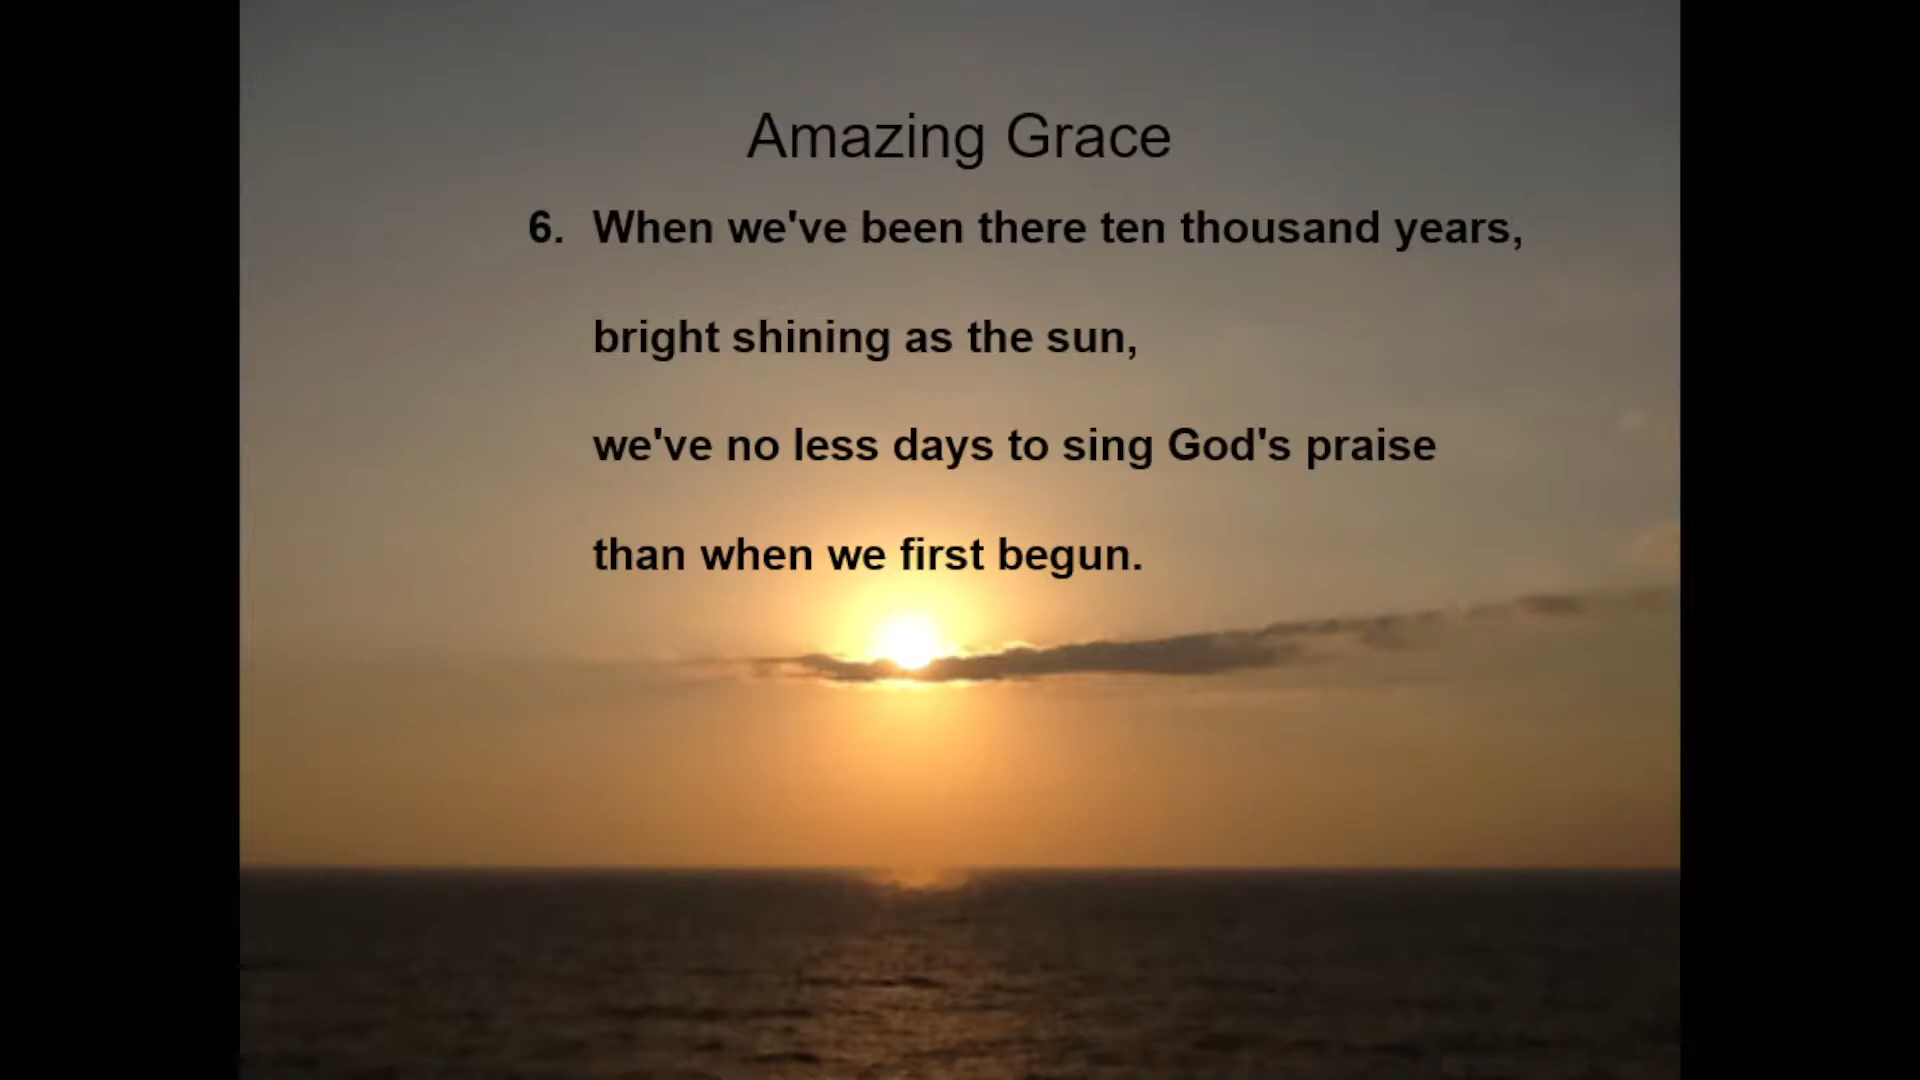 Amazing Grace
6. When we've been there ten thousand years,
bright shining as the sun,
we've no less days to sing God's praise
than when we first begun.